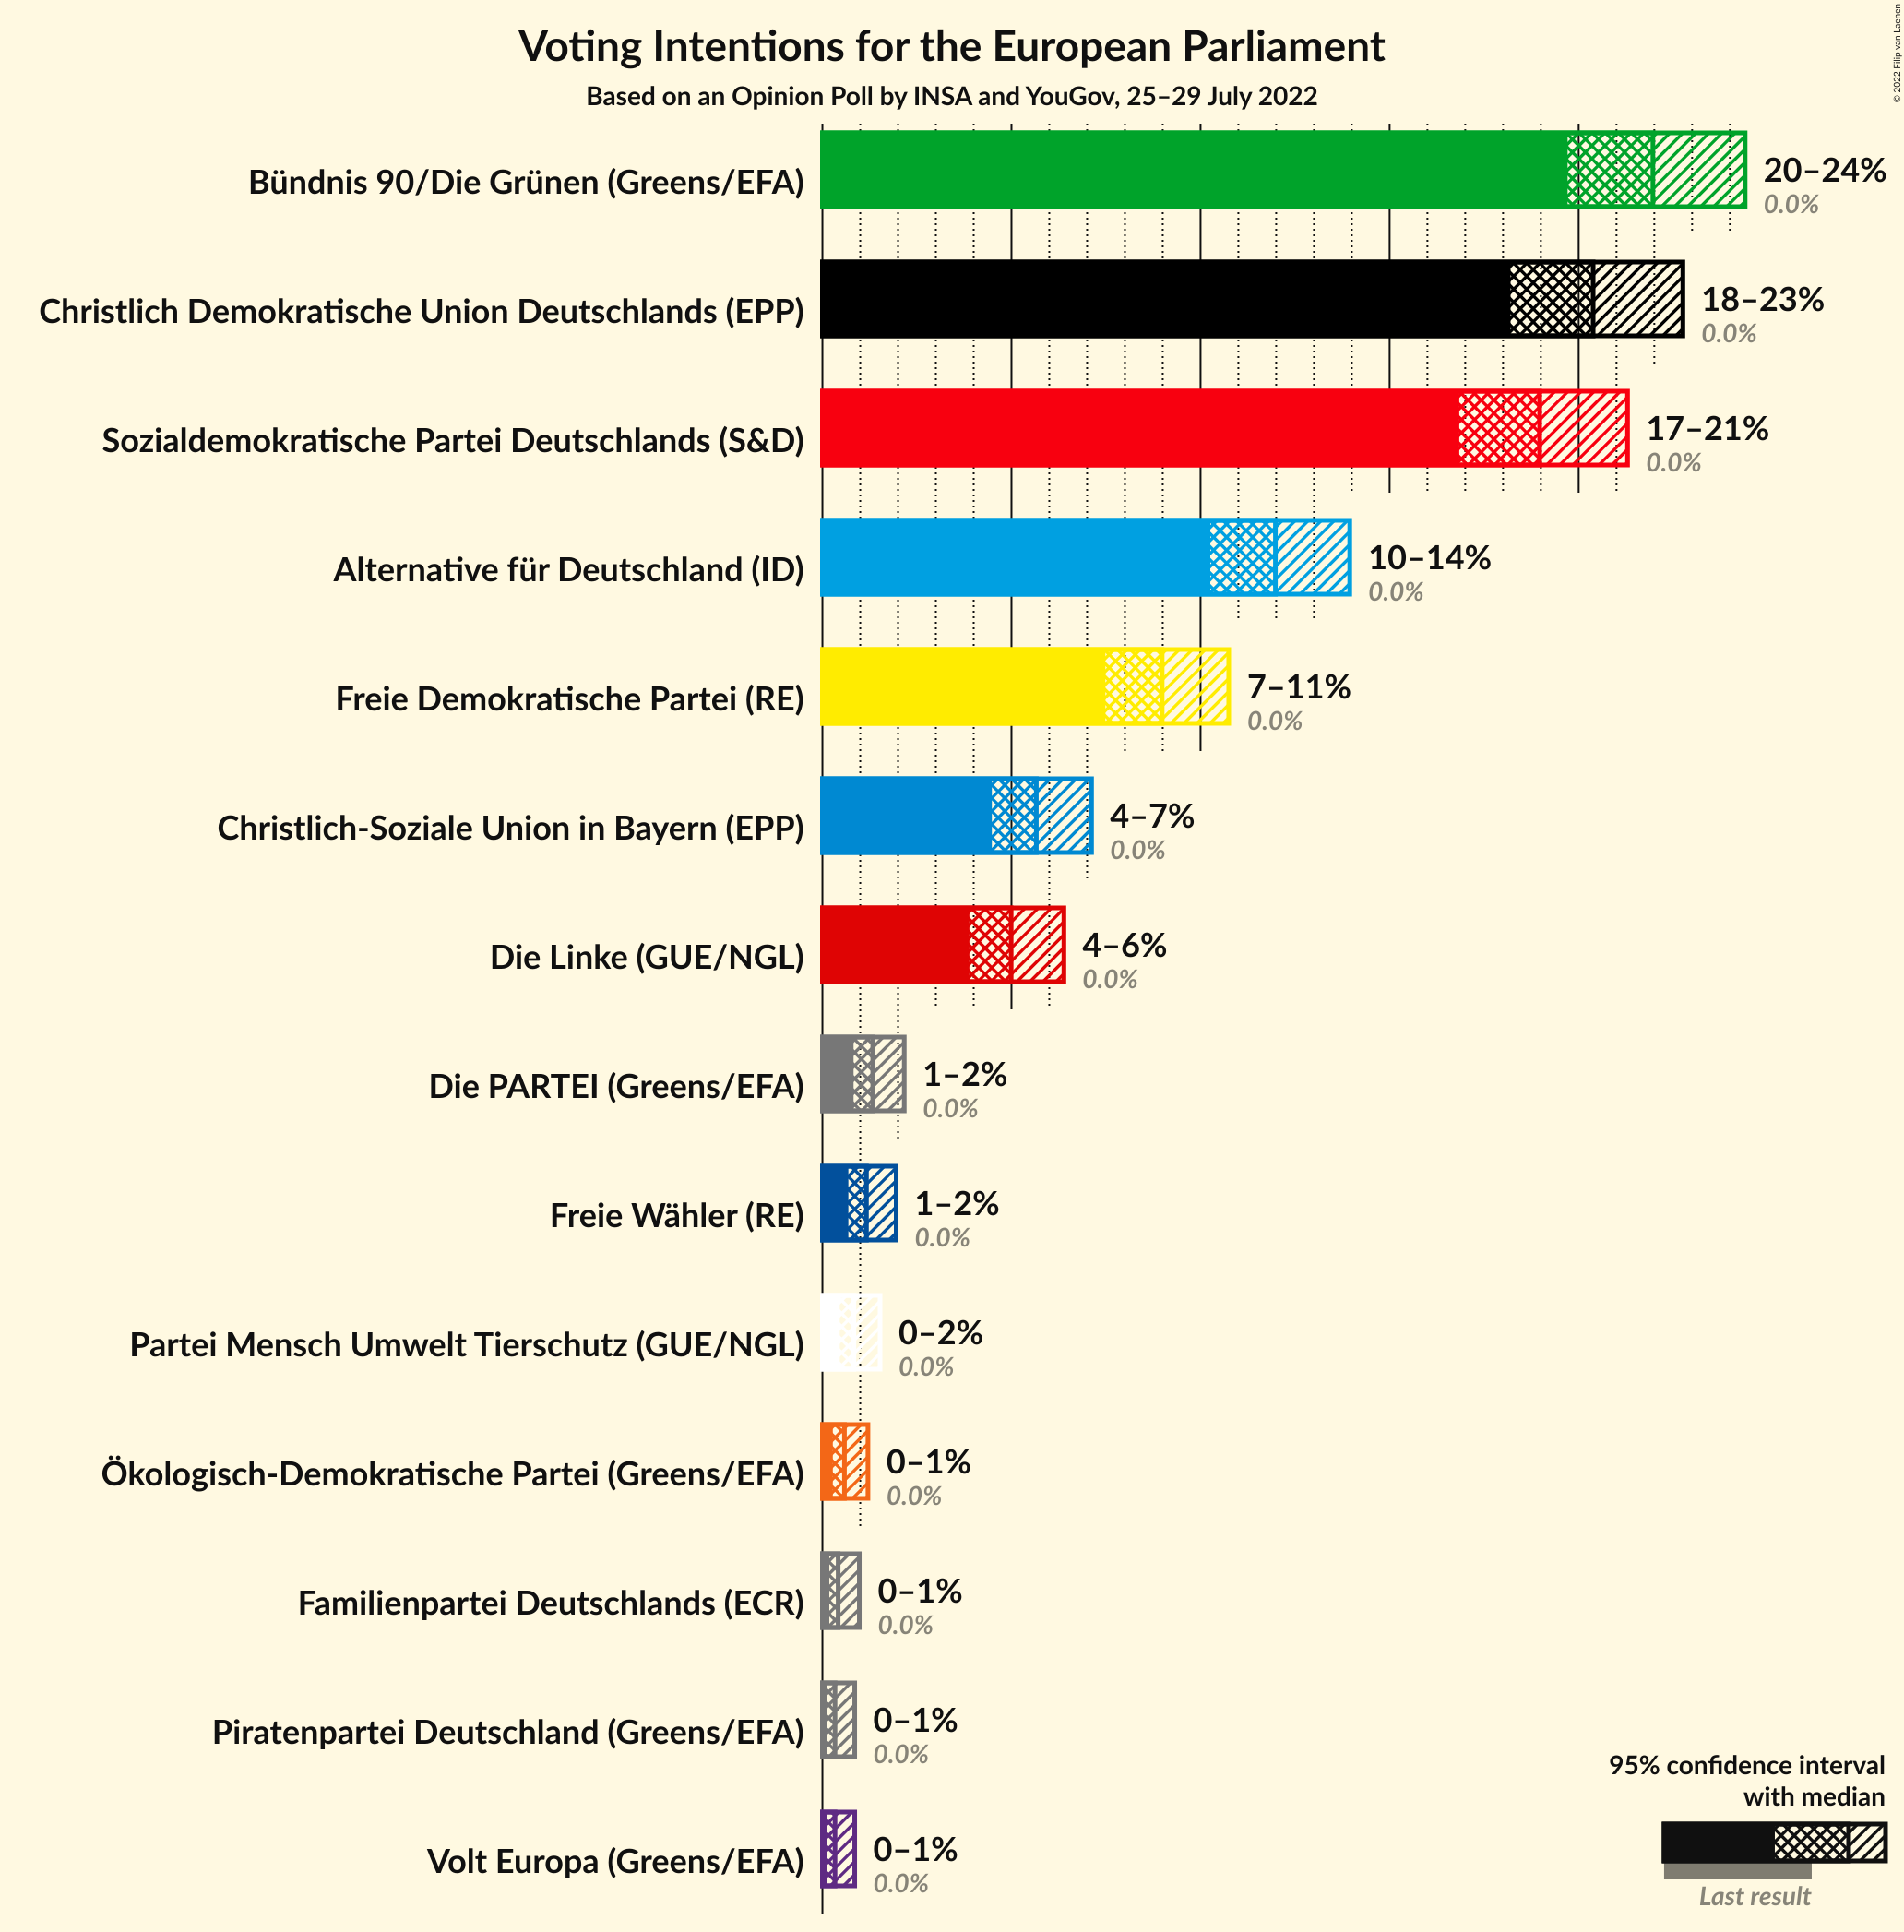 Voting Intentions for the European Parliament
Based on an Opinion Poll by INSA and YouGov, 25–29 July 2022
© 2022 Filip van Laenen
Bündnis 90/Die Grünen (Greens/EFA)
20–24%
0.0%
Christlich Demokratische Union Deutschlands (EPP)
18–23%
0.0%
Sozialdemokratische Partei Deutschlands (S&D)
17–21%
0.0%
Alternative für Deutschland (ID)
10–14%
0.0%
Freie Demokratische Partei (RE)
7–11%
0.0%
Christlich-Soziale Union in Bayern (EPP)
4–7%
0.0%
Die Linke (GUE/NGL)
4–6%
0.0%
Die PARTEI (Greens/EFA)
1–2%
0.0%
Freie Wähler (RE)
1–2%
0.0%
Partei Mensch Umwelt Tierschutz (GUE/NGL)
0–2%
0.0%
Ökologisch-Demokratische Partei (Greens/EFA)
0–1%
0.0%
Familienpartei Deutschlands (ECR)
0–1%
0.0%
Piratenpartei Deutschland (Greens/EFA)
0–1%
0.0%
Volt Europa (Greens/EFA)
0–1%
0.0%
95% confidence interval
with median
Last result